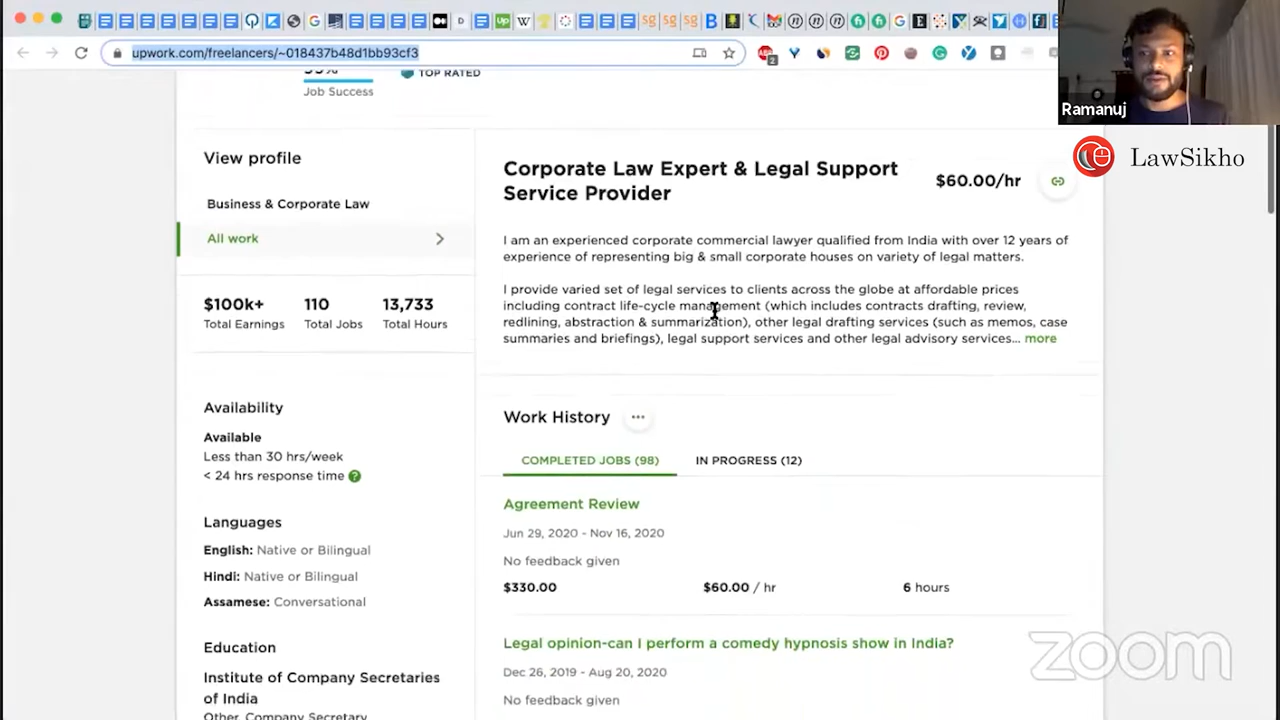 upwork.com/freelancers/~018437b48d1bb93cf3
Ramanuj
LawSikho
TOP RATED
Job Success
View profile
Business & Corporate Law
All work
$100k+
110
13,733
Total Earnings
Total Jobs
Total Hours
Availability
Available
Less than 30 hrs/week
< 24 hrs response time
Languages
English: Native or Bilingual
Hindi: Native or Bilingual
Assamese: Conversational
Education
Institute of Company Secretaries
of India
Other, Company Secretary
Corporate Law Expert & Legal Support
Service Provider
$60.00/hr
I am an experienced corporate commercial lawyer qualified from India with over 12 years of
experience of representing big & small corporate houses on variety of legal matters.
I provide varied set of legal services to clients across the globe at affordable prices
including contract life-cycle management (which includes contracts drafting, review,
redlining, abstraction & summarization), other legal drafting services (such as memos, case
summaries and briefings), legal support services and other legal advisory services... more
Work History
COMPLETED JOBS (98)
IN PROGRESS (12)
Agreement Review
Jun 29, 2020 - Nov 16, 2020
No feedback given
$330.00
$60.00 / hr
6 hours
Legal opinion-can I perform a comedy hypnosis show in India?
Dec 26, 2019 - Aug 20, 2020
No feedback given
zoom